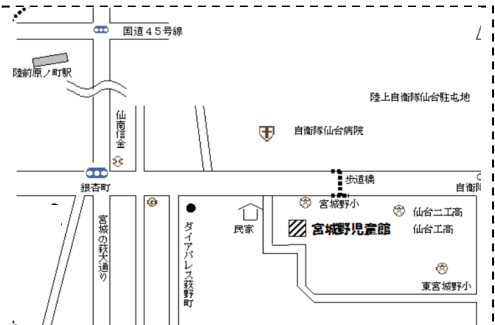 国道45号線
陸前原ノ町駅
陸上自衛隊仙台駐屯地
仙南信金
自衛隊仙台病院
歩道橋
銀杏町
自衛隊
宮城野小
仙台二工高
宮城の萩大通り
ダイアパレス萩野町
民家
宮城野児童館
仙台工高
東宮城野小